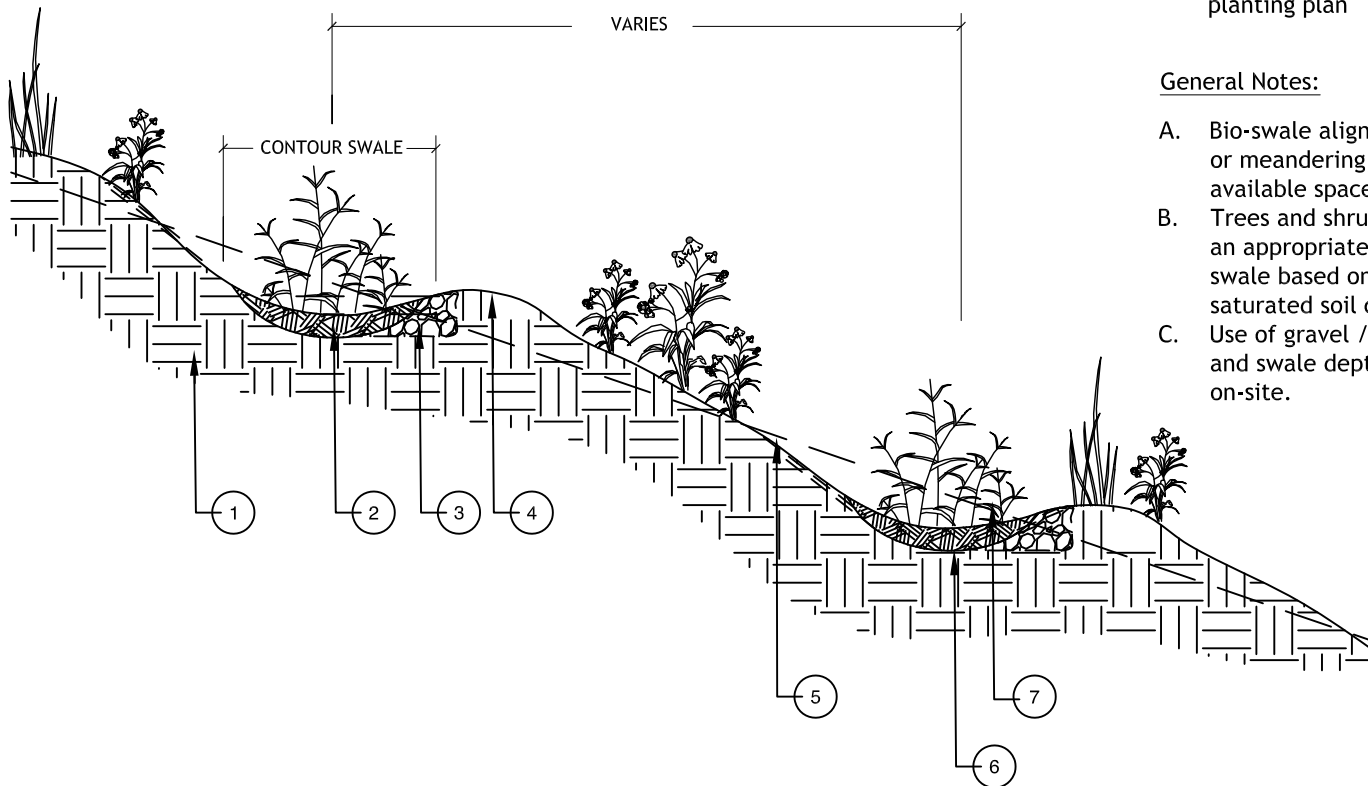 planting plan
VARIES
General Notes:
A. Bio-swale align
or meandering
available space
B. Trees and shru
an appropriate
swale based on
saturated soil c
C. Use of gravel /
and swale dept
on-site.
CONTOUR SWALE
1
2
3
4
5
7
6